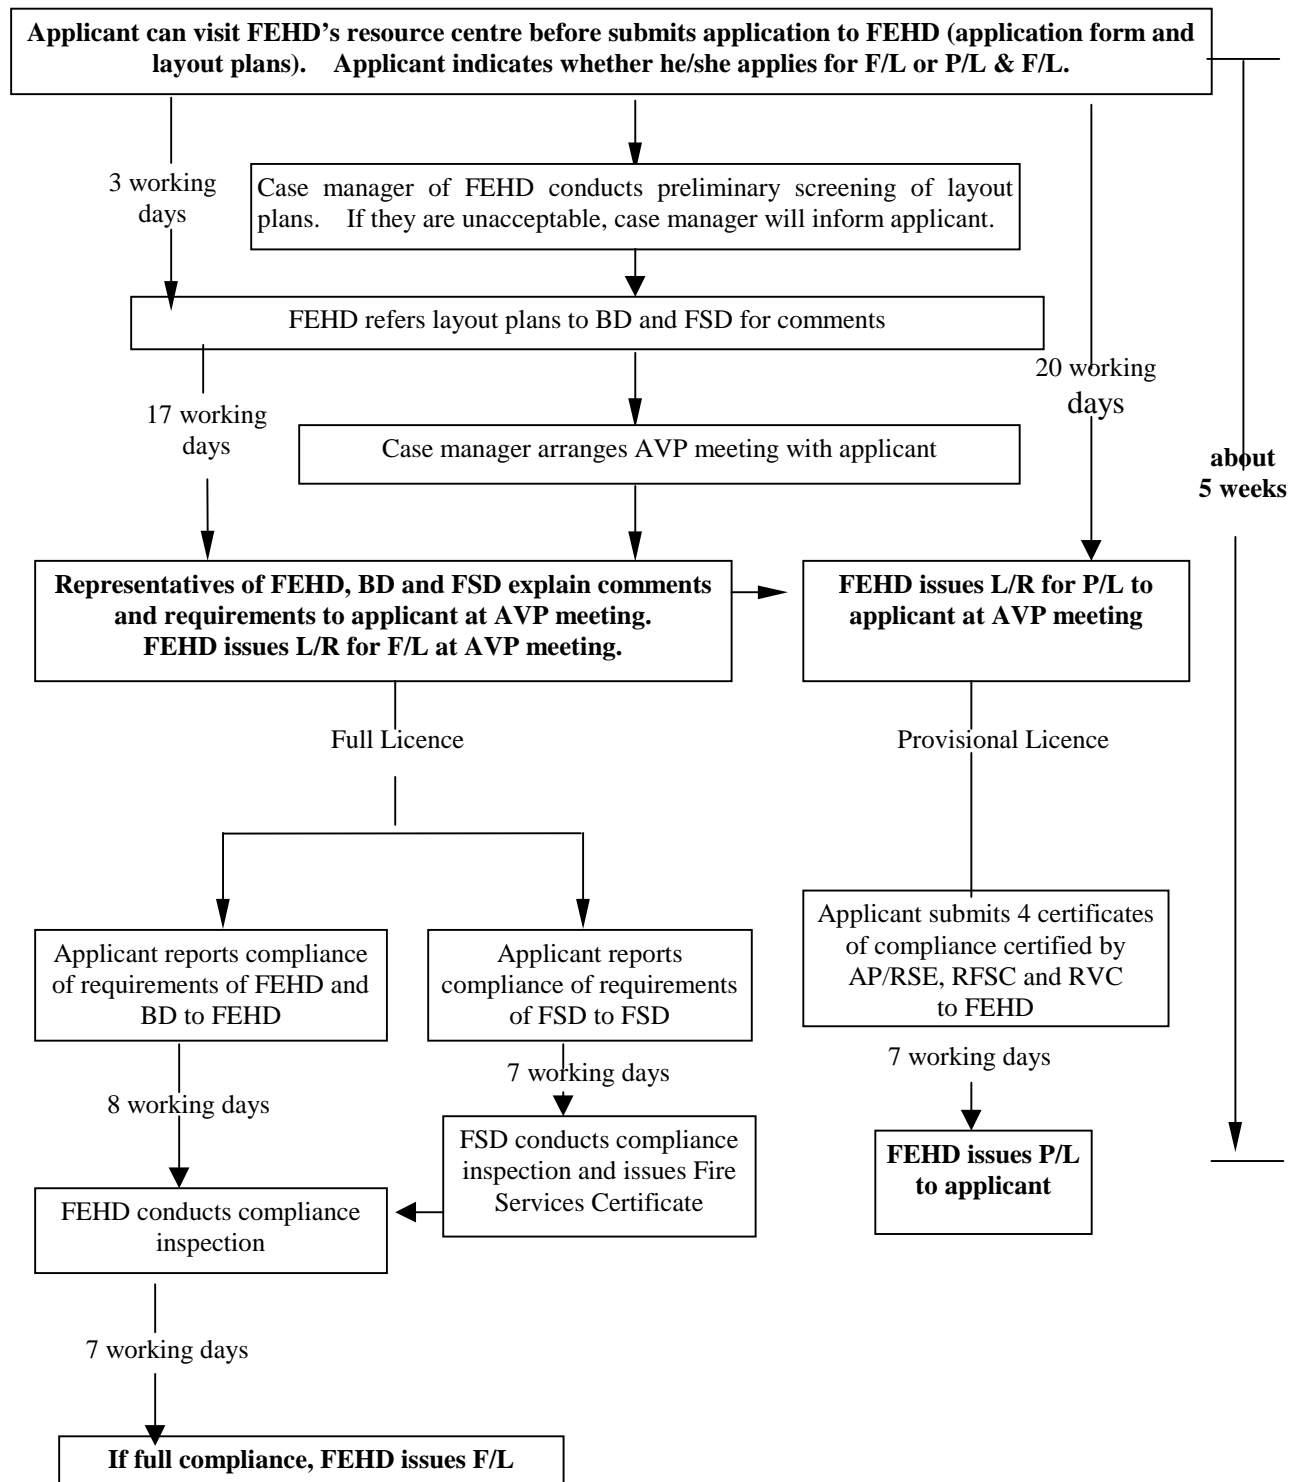 Applicant can visit FEHD's resource centre before submits application to FEHD (application form and
layout plans). Applicant indicates whether he/she applies for F/L or P/L & F/L.
3 working
days
Case manager of FEHD conducts preliminary screening of layout
plans. If they are unacceptable, case manager will inform applicant.
FEHD refers layout plans to BD and FSD for comments
17 working
days
20 working
days
Case manager arranges AVP meeting with applicant
about
5 weeks
Representatives of FEHD, BD and FSD explain comments
and requirements to applicant at AVP meeting.
FEHD issues L/R for F/L at AVP meeting.
FEHD issues L/R for P/L to
applicant at AVP meeting
Full Licence
Provisional Licence
Applicant reports compliance
of requirements of FEHD and
BD to FEHD
Applicant reports
compliance of requirements
of FSD to FSD
Applicant submits 4 certificates
of compliance certified by
AP/RSE, RFSC and RVC
to FEHD
8 working days
7 working days
7 working days
FSD conducts compliance
inspection and issues Fire
Services Certificate
FEHD issues P/L
to applicant
FEHD conducts compliance
inspection
7 working days
If full compliance, FEHD issues F/L